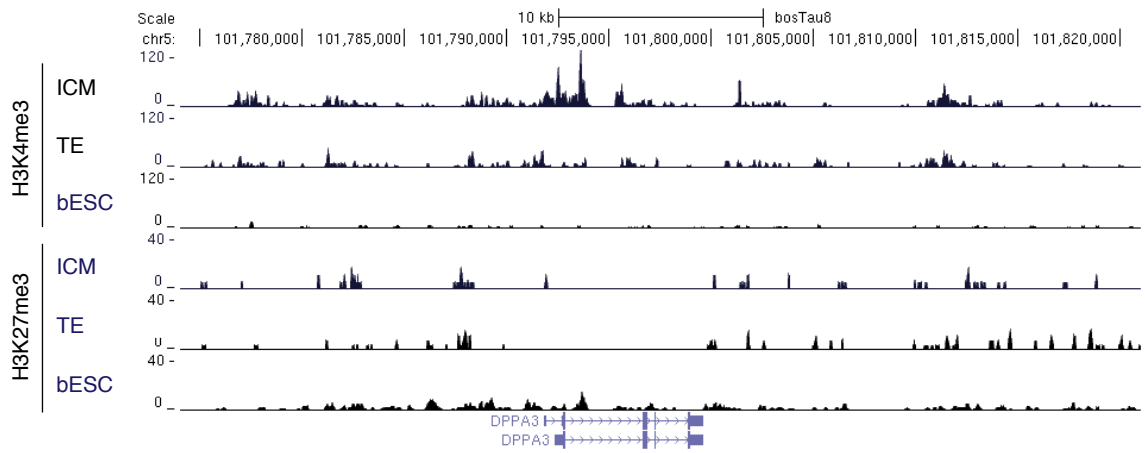 Scale 10 kb bosTau8
chr5: 101,780,000 101,785,000 101,790,000 101,795,000 101,800,000 101,805,000 101,810,000 101,815,000 101,820,000
H3K4me3
120 -
ICM
0 _
120 -
TE
0 _
120 -
bESC
0 _
H3K27me3
40 -
ICM
0 _
40 -
TE
0 _
40 -
bESC
0 _
DPPA3
DPPA3